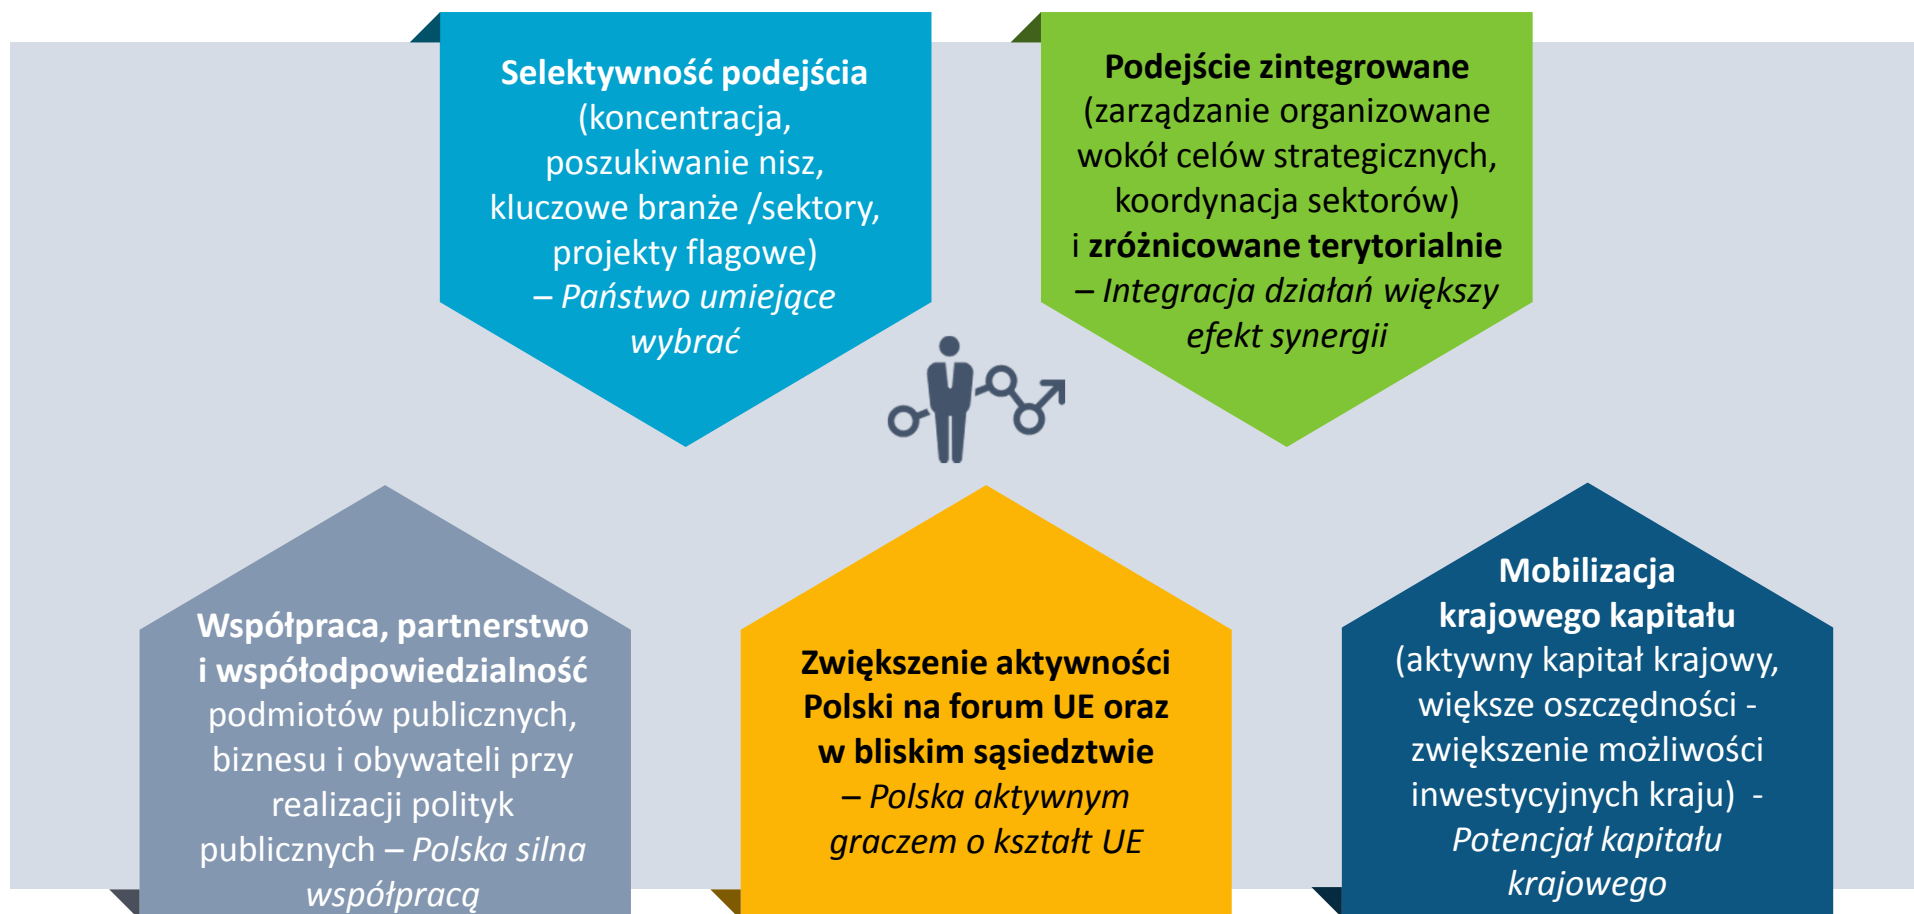 Selektywność podejścia
(koncentracja,
poszukiwanie nisz,
kluczowe branże /sektory,
projekty flagowe)
– Państwo umiejące
wybrać
Podejście zintegrowane
(zarządzanie organizowane
wokół celów strategicznych,
koordynacja sektorów)
i zróżnicowane terytorialnie
– Integracja działań większy
efekt synergii
Współpraca, partnerstwo
i współodpowiedzialność
podmiotów publicznych,
biznesu i obywateli przy
realizacji polityk
publicznych – Polska silna
współpracą
Zwiększenie aktywności
Polski na forum UE oraz
w bliskim sąsiedztwie
– Polska aktywnym
graczem o kształt UE
Mobilizacja
krajowego kapitału
(aktywny kapitał krajowy,
większe oszczędności -
zwiększenie możliwości
inwestycyjnych kraju) -
Potencjał kapitału
krajowego